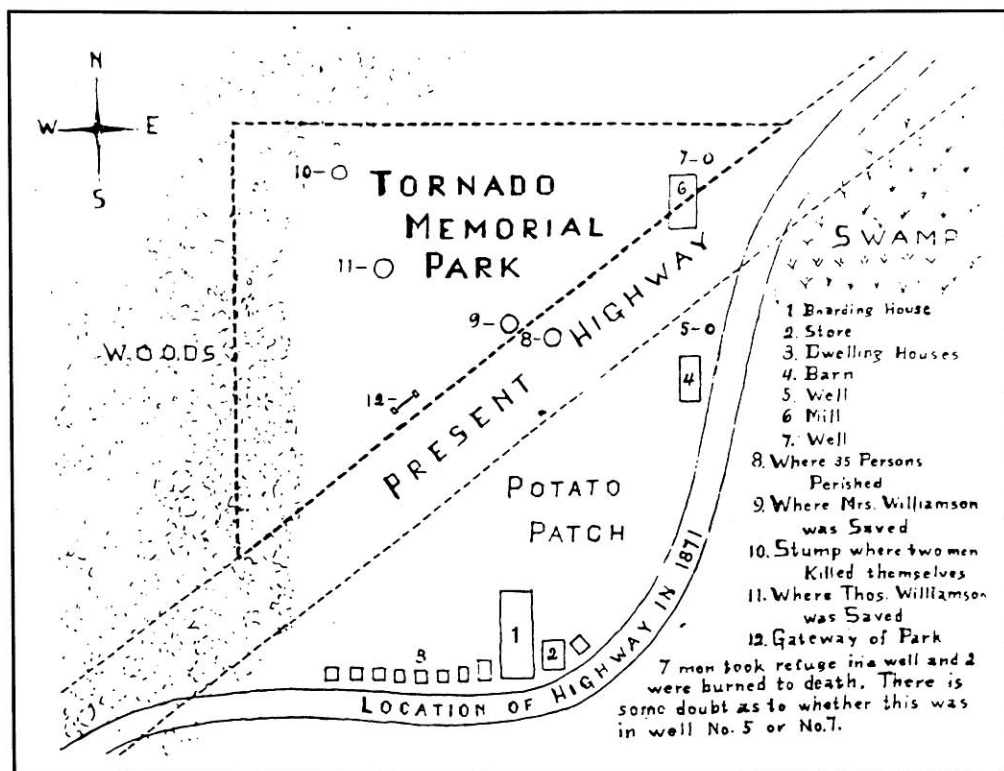 N
W E
S
10-
TORNADO
MEMORIAL
PARK
7-
6
11-
SWAMP
9-
8-
PRESENT HIGHWAY
5-
WOODS
4
12-
POTATO
PATCH
1
2
3
LOCATION OF HIGHWAY IN 1871
1 Boarding House
2. Store
3. Dwelling Houses
4. Barn
5. Well
6 Mill
7. Well
8. Where 35 Persons
Perished
9. Where Mrs. Williamson
was Saved
10. Stump where two men
Killed themselves
11. Where Thos. Williamson
was Saved
12. Gateway of Park
7 men took refuge in a well and 2
were burned to death. There is
some doubt as to whether this was
in well No. 5 or No.7.